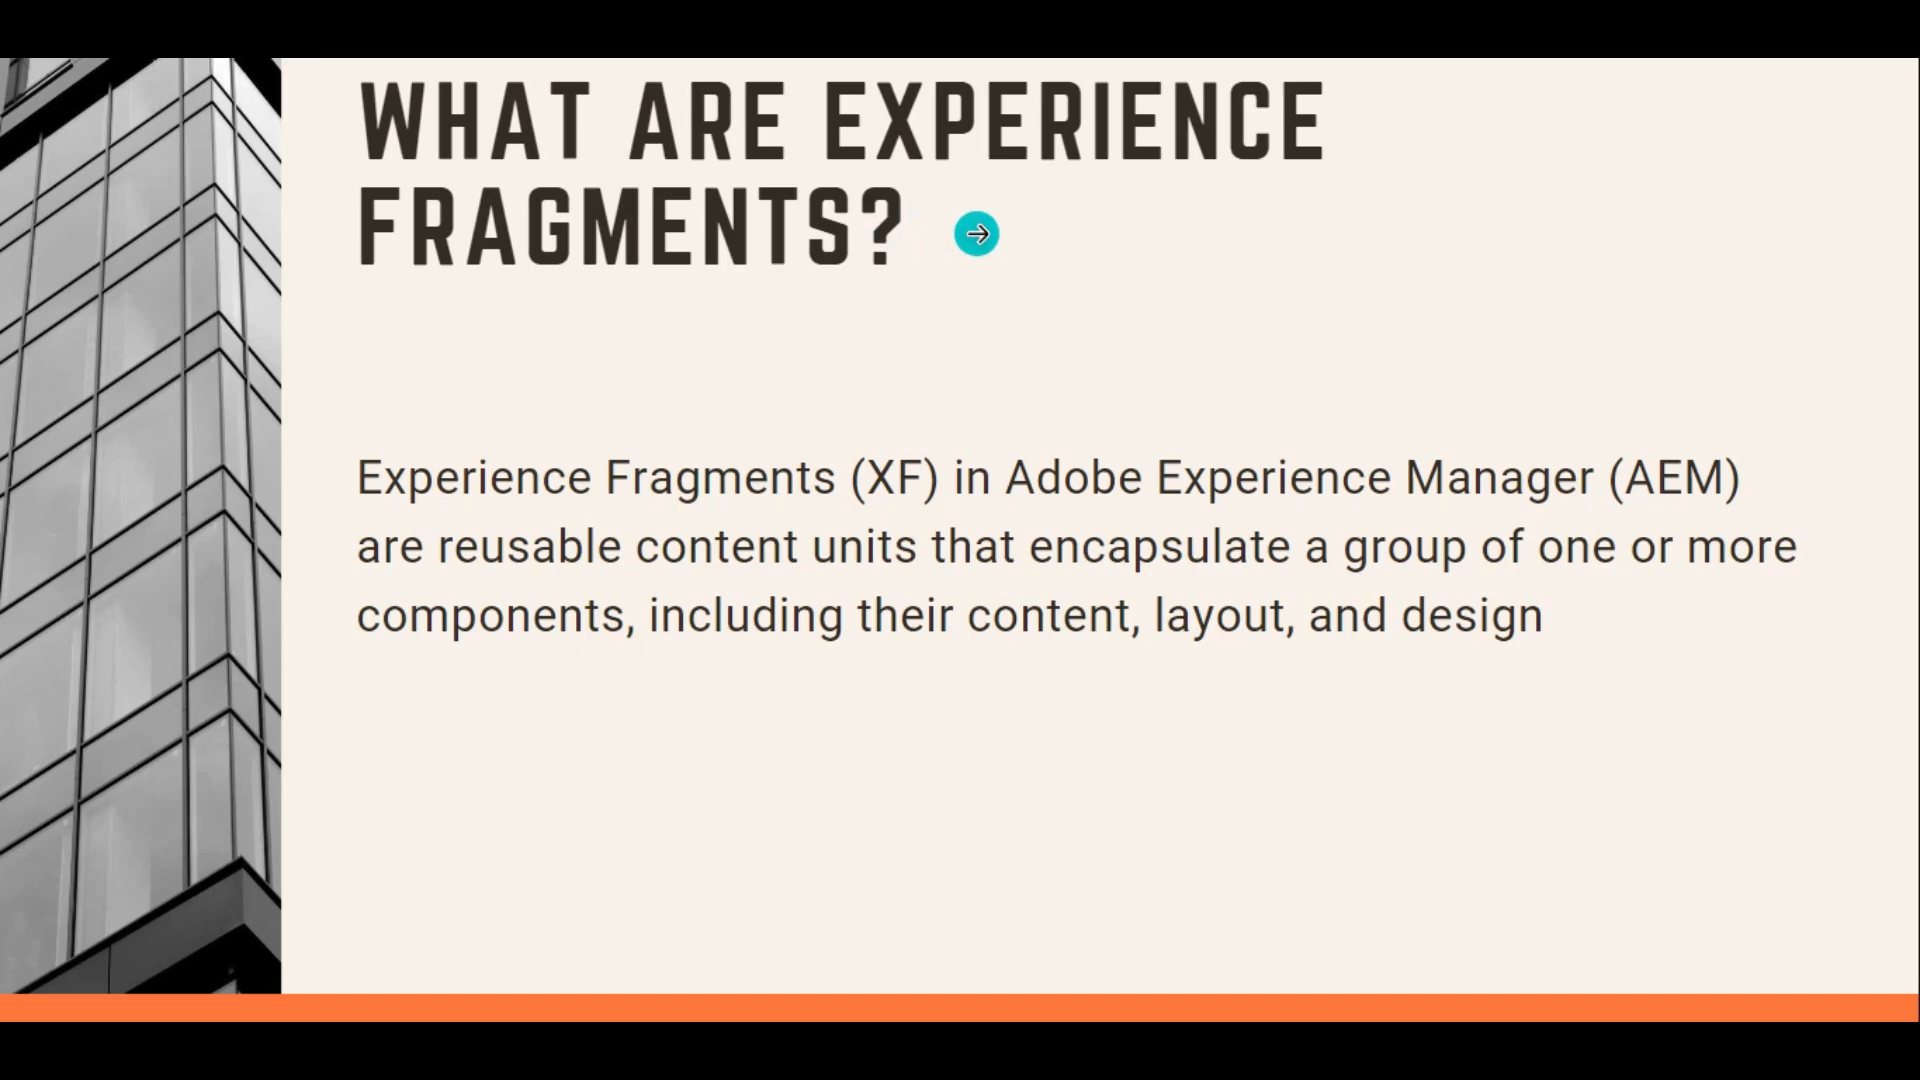 WHAT ARE EXPERIENCE
FRAGMENTS?
Experience Fragments (XF) in Adobe Experience Manager (AEM)
are reusable content units that encapsulate a group of one or more
components, including their content, layout, and design